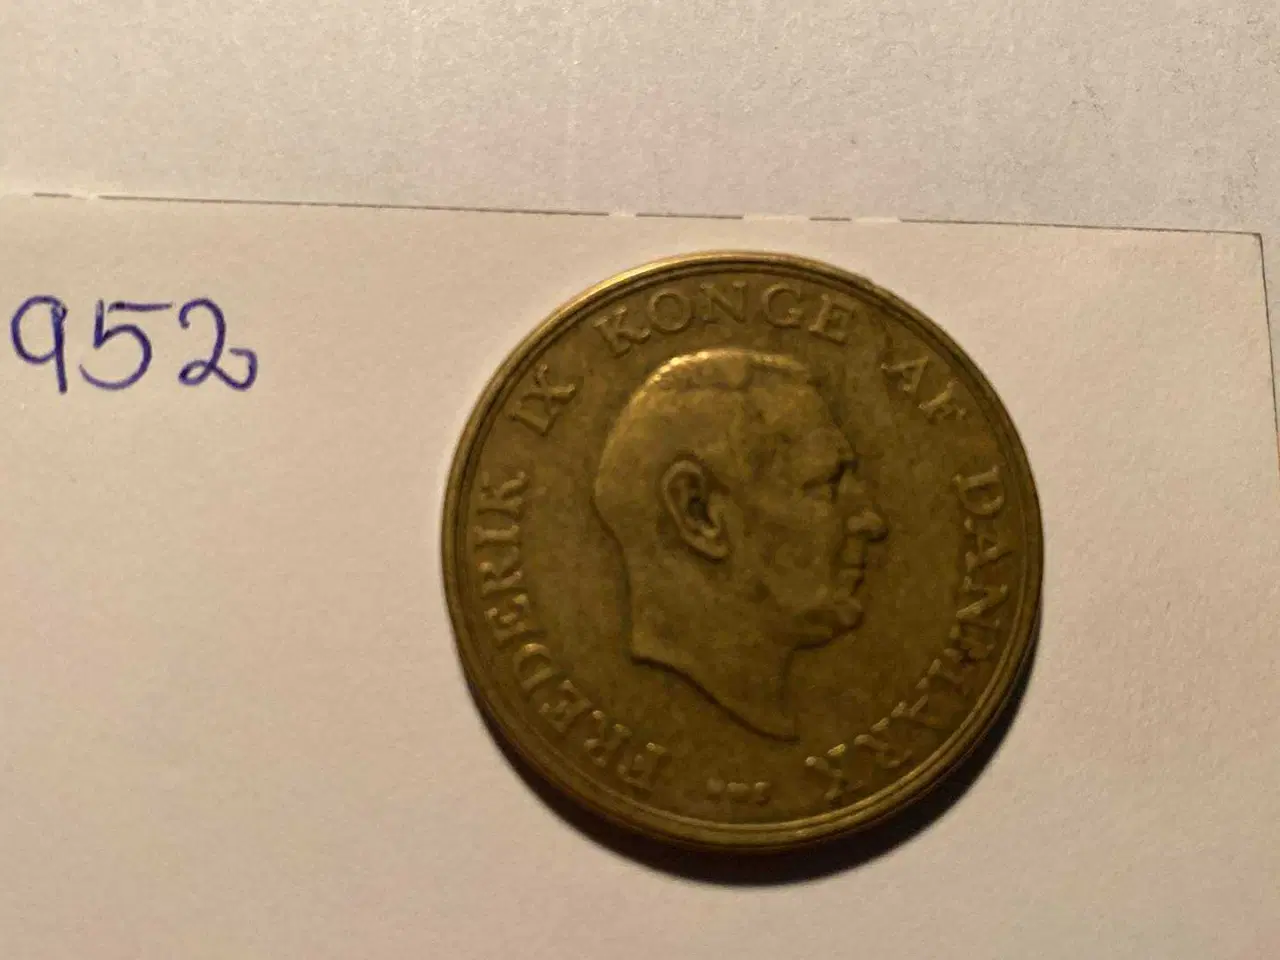 952
FREDERIK IX KONGE AF DANMARK